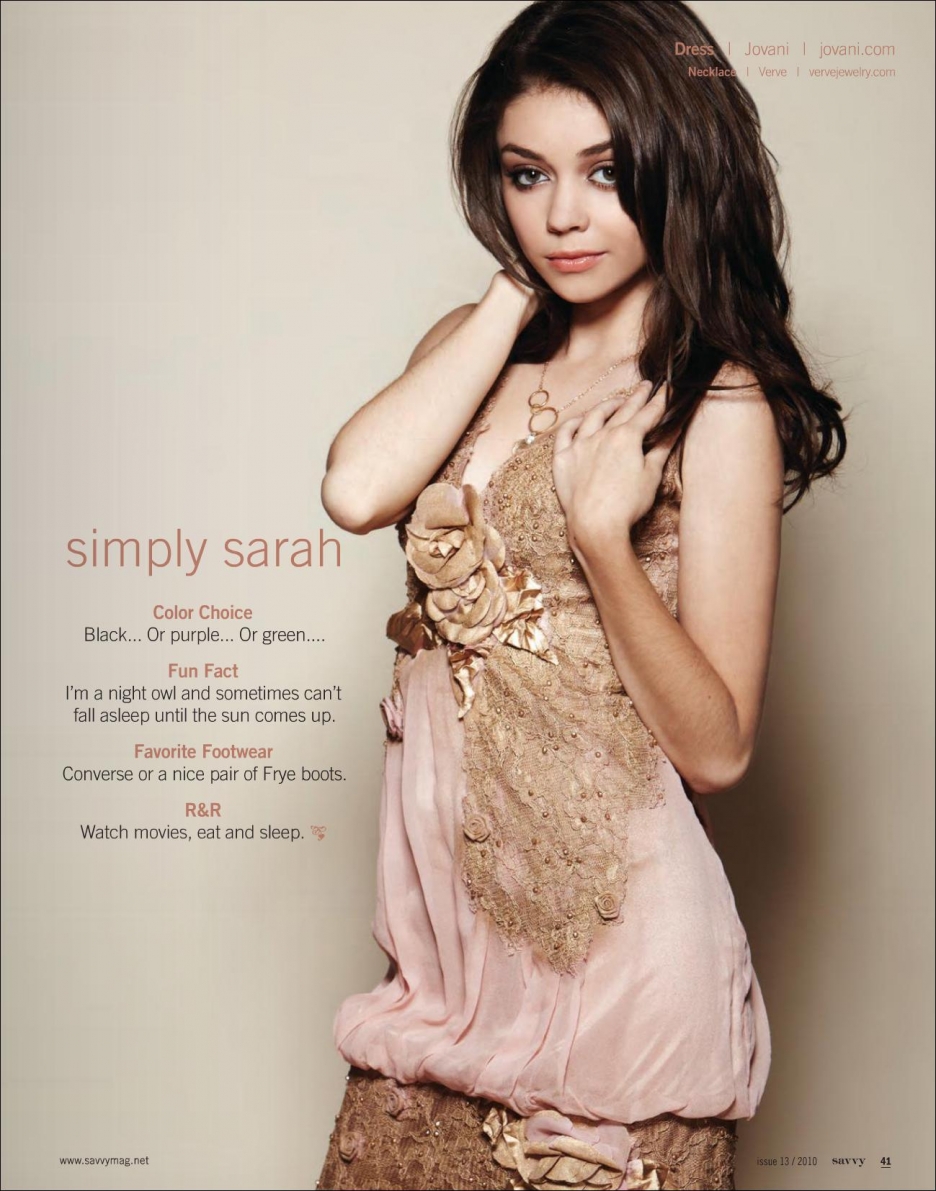 Dress | Jovani | jovani.com
Necklace | Verve | vervejewelry.com
simply sarah
Color Choice
Black... Or purple... Or green....
Fun Fact
I'm a night owl and sometimes can't
fall asleep until the sun comes up.
Favorite Footwear
Converse or a nice pair of Frye boots.
R&R
Watch movies, eat and sleep.
www.savvymag.net
issue 13 / 2010 savvy 41